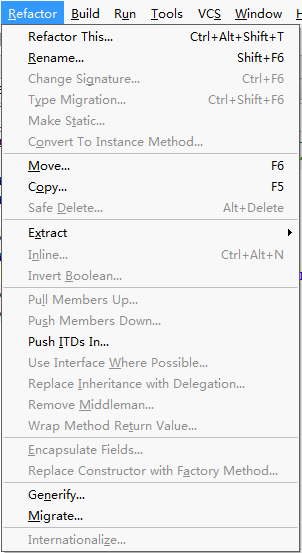 Refactor Build Run Tools VCS Window H
Refactor This... Ctrl+Alt+Shift+T
Rename... Shift+F6
Change Signature... Ctrl+F6
Type Migration... Ctrl+Shift+F6
Make Static...
Convert To Instance Method...
Move... F6
Copy... F5
Safe Delete... Alt+Delete
Extract
Inline... Ctrl+Alt+N
Invert Boolean...
Pull Members Up...
Push Members Down...
Push ITDs In...
Use Interface Where Possible...
Replace Inheritance with Delegation...
Remove Middleman...
Wrap Method Return Value...
Encapsulate Fields...
Replace Constructor with Factory Method...
Generify...
Migrate...
Internationalize...